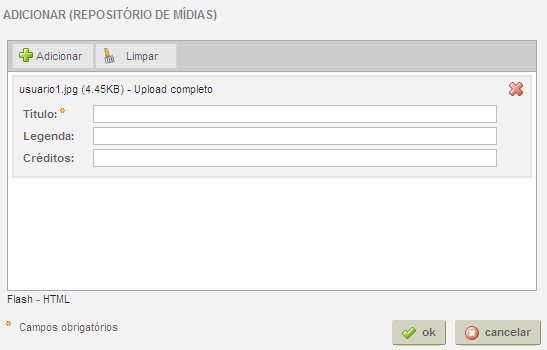 ADICIONAR (REPOSITÓRIO DE MÍDIAS)
Adicionar Limpar
usuario1.jpg (4.45KB) - Upload completo
Título: *
Legenda:
Créditos:
Flash - HTML
* Campos obrigatórios
ok cancelar